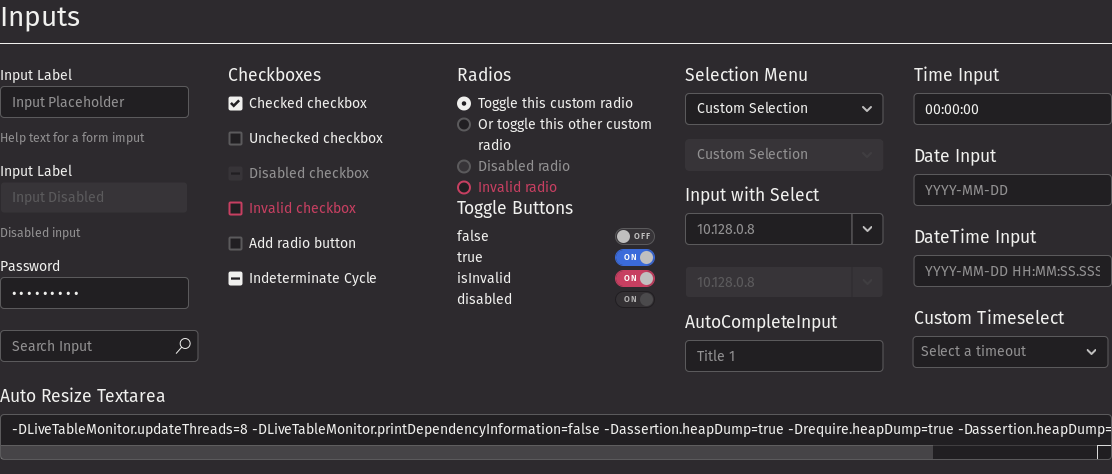 Inputs
Input Label
Input Placeholder
Help text for a form imput
Input Label
Input Disabled
Disabled input
Password
•••••••••
Search Input
Checkboxes
Checked checkbox
Unchecked checkbox
Disabled checkbox
Invalid checkbox
Add radio button
Indeterminate Cycle
Radios
Toggle this custom radio
Or toggle this other custom
radio
Disabled radio
Invalid radio
Toggle Buttons
false OFF
true ON
isInvalid ON
disabled ON
Selection Menu
Custom Selection
Custom Selection
Input with Select
10.128.0.8
10.128.0.8
AutoCompleteInput
Title 1
Time Input
00:00:00
Date Input
YYYY-MM-DD
DateTime Input
YYYY-MM-DD HH:MM:SS.SSS
Custom Timeselect
Select a timeout
Auto Resize Textarea
-DLiveTableMonitor.updateThreads=8 -DLiveTableMonitor.printDependencyInformation=false -Dassertion.heapDump=true -Drequire.heapDump=true -Dassertion.heapDump=